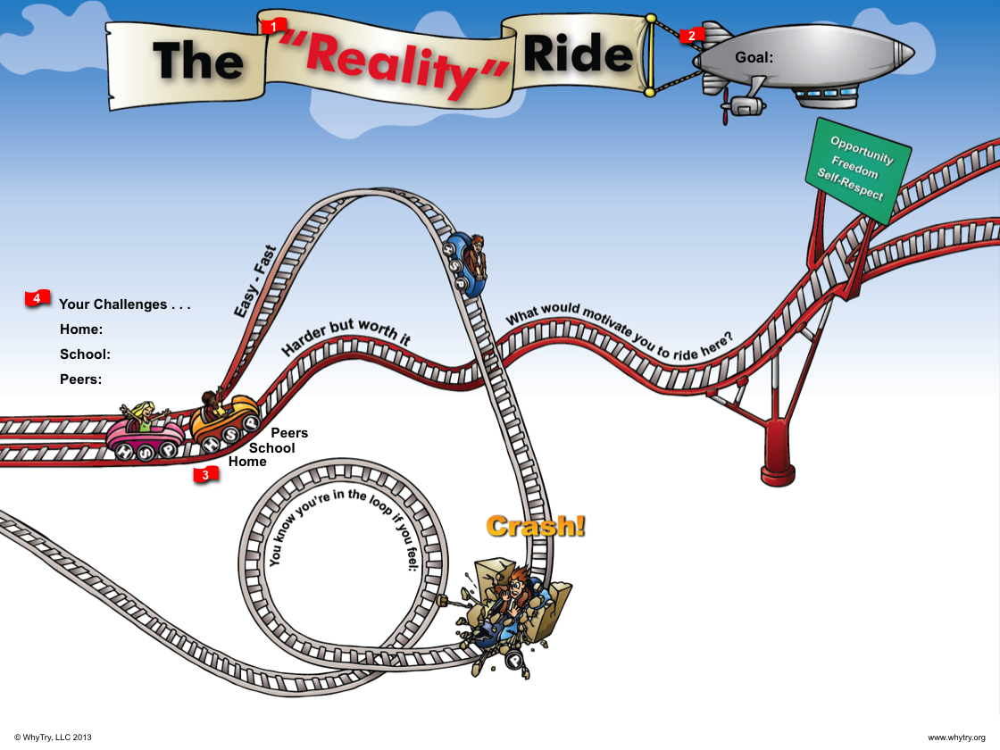 The "Reality" Ride
1
2
Goal:
Opportunity
Freedom
Self-Respect
Easy - Fast
4
Your Challenges . . .
Home:
School:
Peers:
Harder but worth it
What would motivate you to ride here?
H S P
H S P
H S P
Peers
School
Home
3
You know you're in the loop if you feel:
Crash!
P
© WhyTry, LLC 2013
www.whytry.org